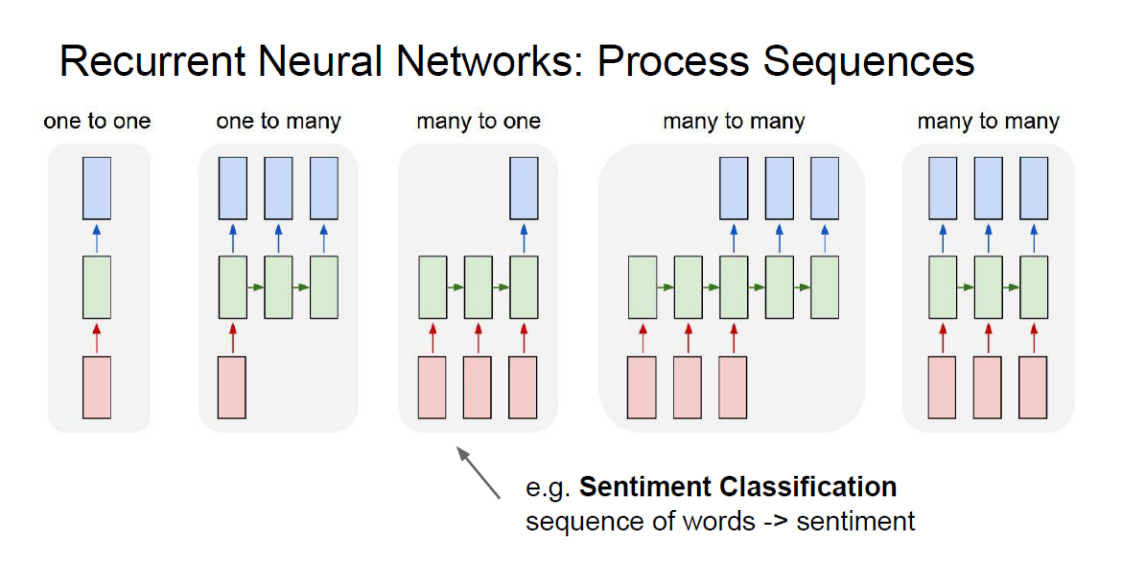 Recurrent Neural Networks: Process Sequences
one to one
one to many
many to one
many to many
many to many
e.g. Sentiment Classification
sequence of words -> sentiment